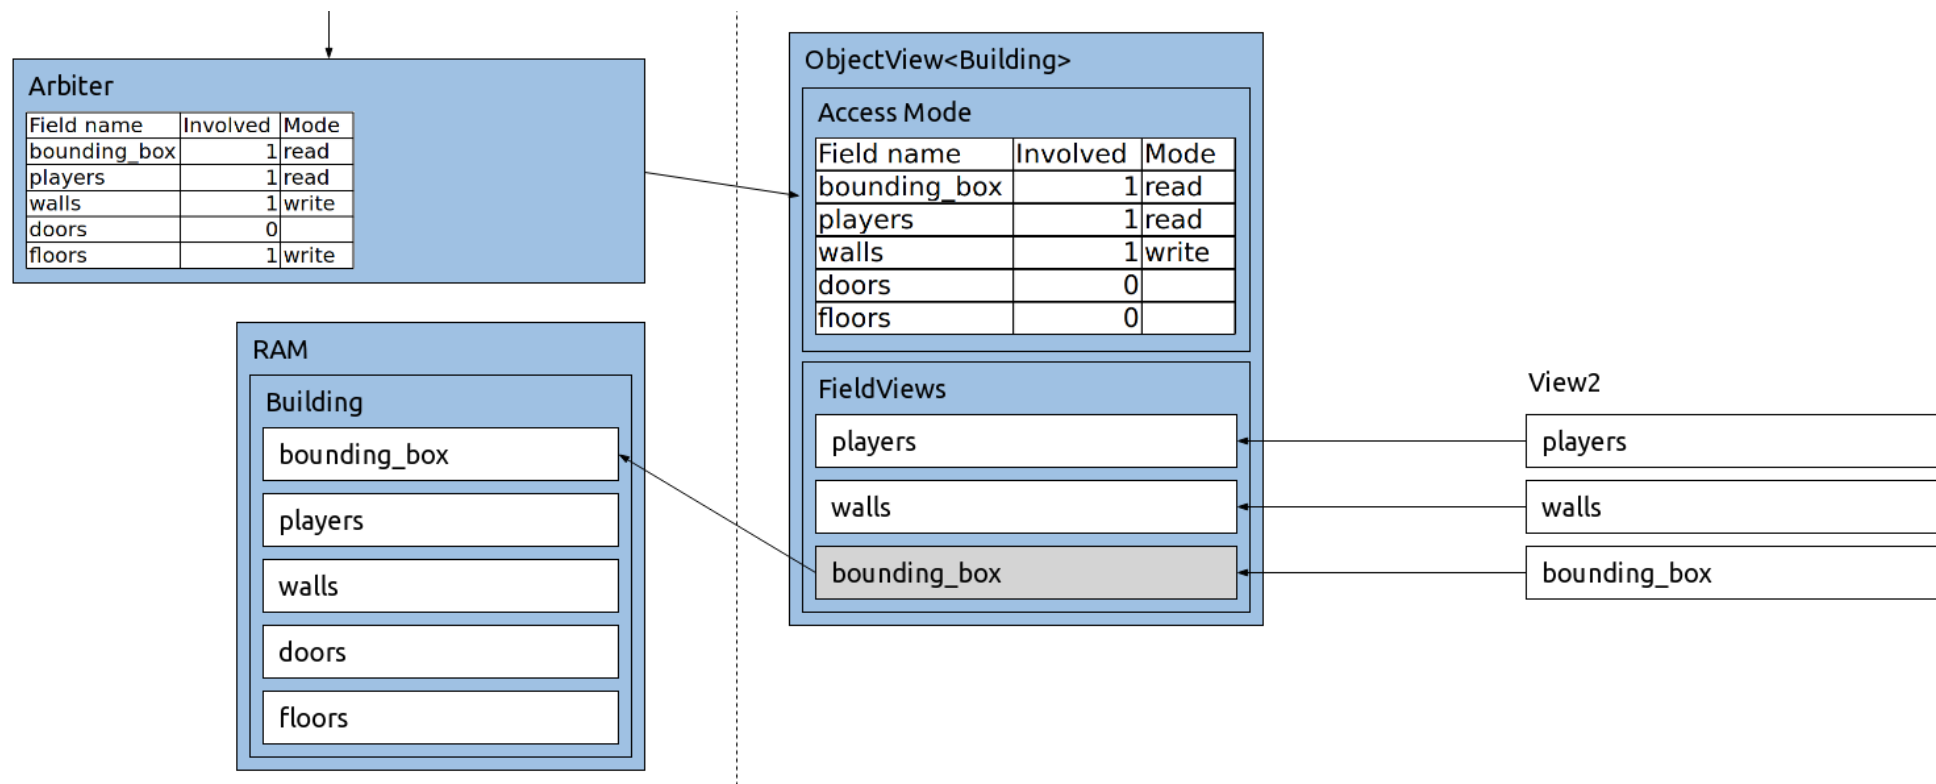 Arbiter
Field name Involved Mode
bounding_box 1 read
players 1 read
walls 1 write
doors 0
floors 1 write
RAM
Building
bounding_box
players
walls
doors
floors
ObjectView<Building>
Access Mode
Field name Involved Mode
bounding_box 1 read
players 1 read
walls 1 write
doors 0
floors 0
FieldViews
players
walls
bounding_box
View2
players
walls
bounding_box